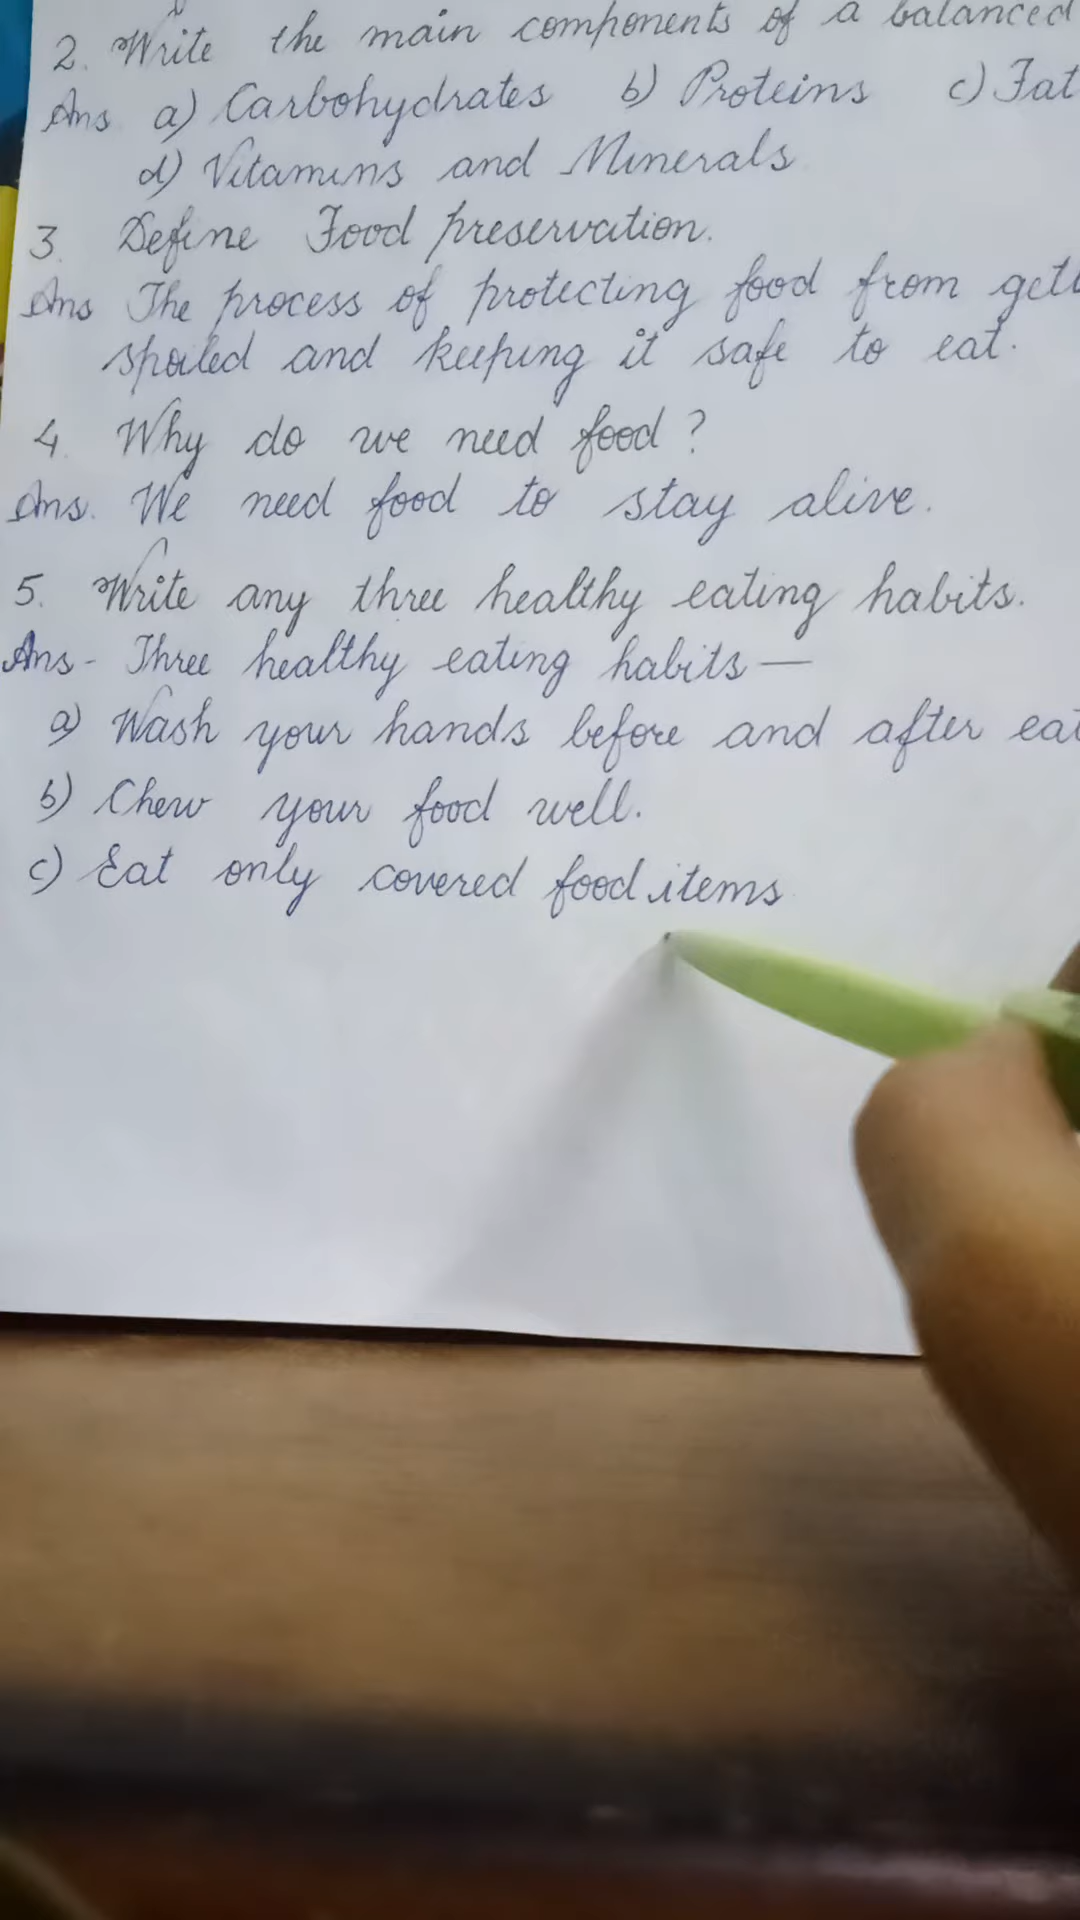 2. Write the main components of a balanced
Ans a) Carbohydrates b) Proteins c) Fat
d) Vitamins and Minerals
3. Define Food preservation.
Ans The process of protecting food from
spoiled and keeping it safe to eat.
4. Why do we need food?
Ans. We need food to stay alive.
5. Write any three healthy eating habits.
Ans- Three healthy eating habits —
a) Wash your hands before and after
b) Chew your food well.
c) Eat only covered food items